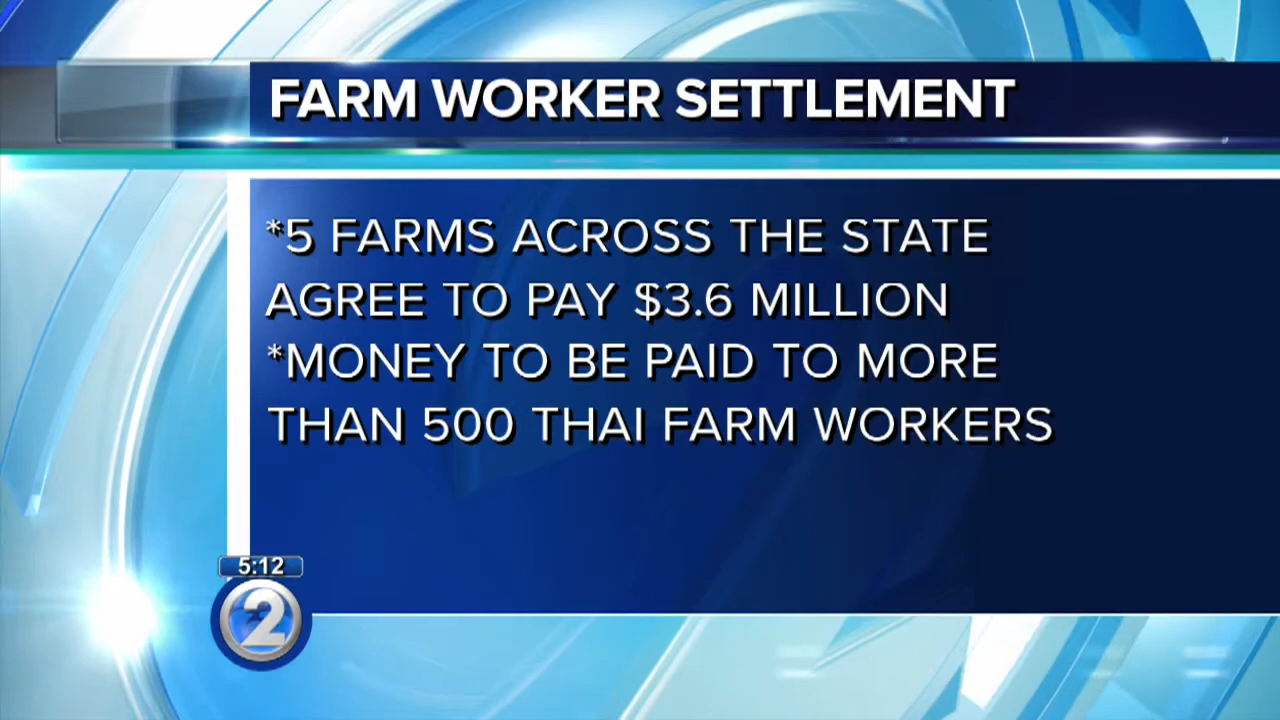 FARM WORKER SETTLEMENT
*5 FARMS ACROSS THE STATE
AGREE TO PAY $3.6 MILLION
*MONEY TO BE PAID TO MORE
THAN 500 THAI FARM WORKERS
5:12
2